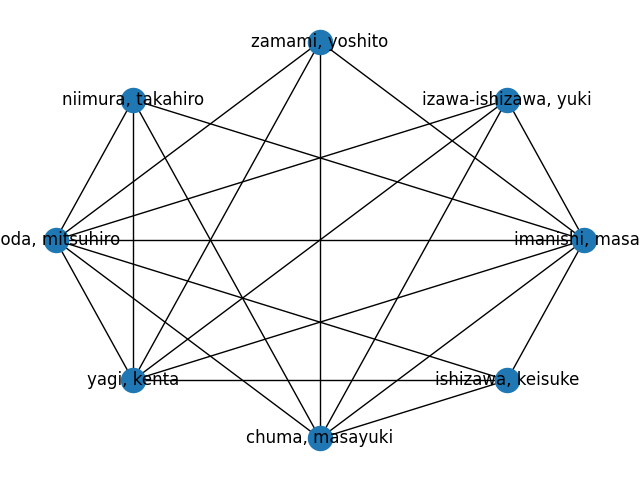 zamami, yoshito
niimura, takahiro
izawa-ishizawa, yuki
oda, mitsuhiro
imanishi, masa
yagi, kenta
ishizawa, keisuke
chuma, masayuki